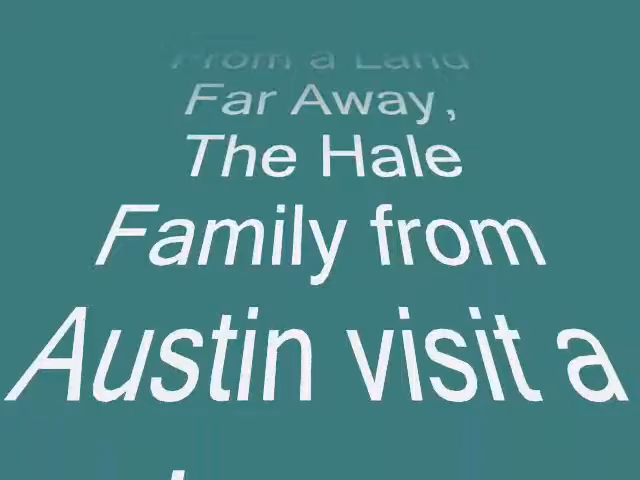 From a Land
Far Away,
The Hale
Family from
Austin visit a